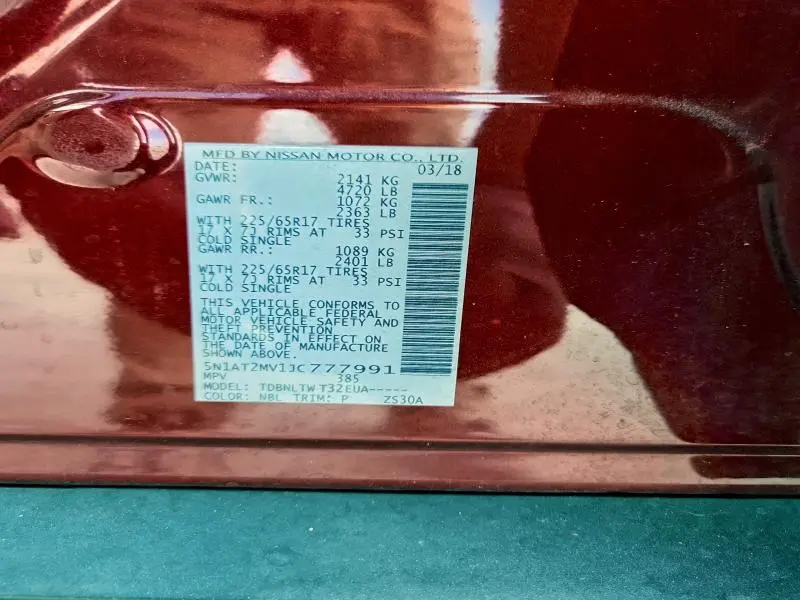 MFD BY NISSAN MOTOR CO., LTD.
DATE: 03/18
GVWR: 2141 KG
4720 LB
GAWR FR.: 1072 KG
2363 LB
WITH 225/65R17 TIRES
17 X 7J RIMS AT 33 PSI
COLD SINGLE
GAWR RR.: 1089 KG
2401 LB
WITH 225/65R17 TIRES
17 X 7J RIMS AT 33 PSI
COLD SINGLE
THIS VEHICLE CONFORMS TO
ALL APPLICABLE FEDERAL
MOTOR VEHICLE SAFETY AND
THEFT PREVENTION
STANDARDS IN EFFECT ON
THE DATE OF MANUFACTURE
SHOWN ABOVE.
5N1AT2MV1JC777991
MPV 385
MODEL: TDBNLTW-T32EUA-----
COLOR: NBL TRIM: P ZS30A